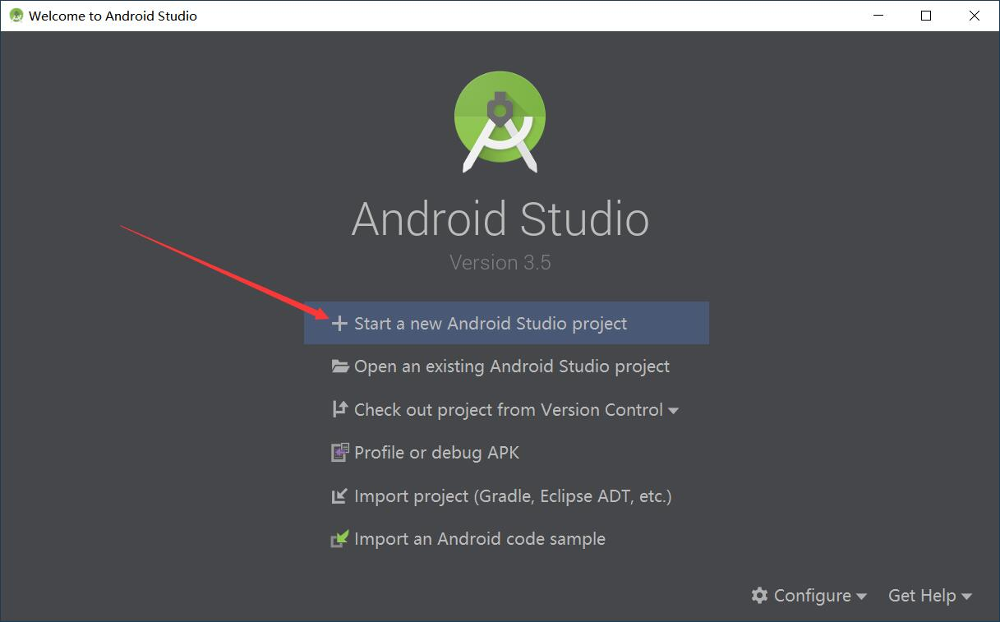 Welcome to Android Studio
Android Studio
Version 3.5
Start a new Android Studio project
Open an existing Android Studio project
Check out project from Version Control
Profile or debug APK
Import project (Gradle, Eclipse ADT, etc.)
Import an Android code sample
Configure
Get Help